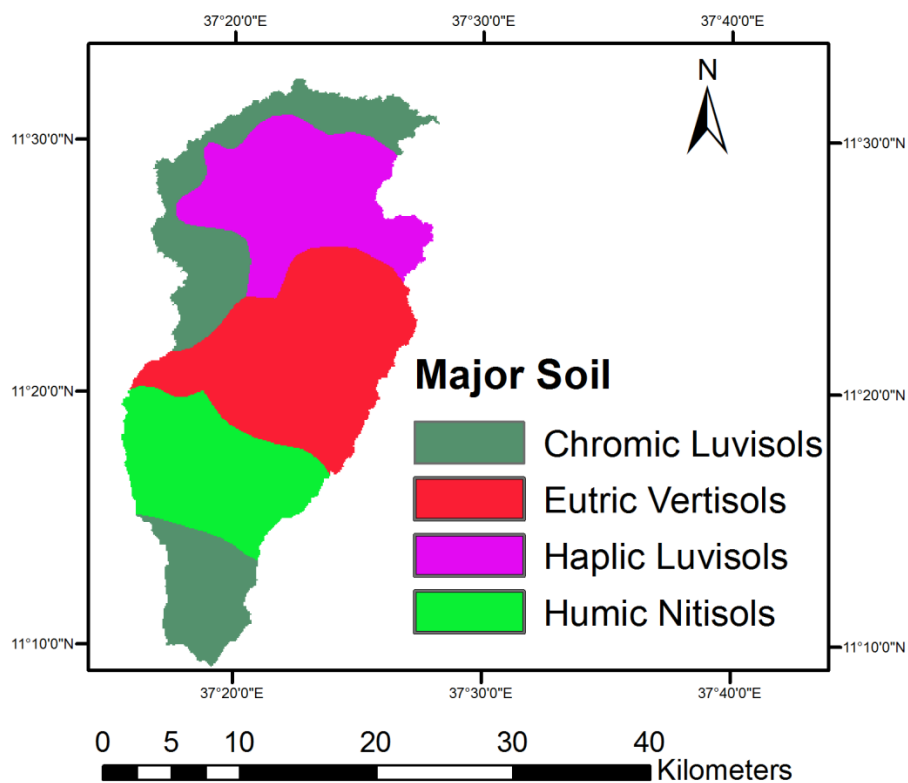 37°20'0"E 37°30'0"E 37°40'0"E
N
11°30'0"N 11°30'0"N
Major Soil
11°20'0"N 11°20'0"N
Chromic Luvisols
Eutric Vertisols
Haplic Luvisols
Humic Nitisols
11°10'0"N 11°10'0"N
37°20'0"E 37°30'0"E 37°40'0"E
0 5 10 20 30 40
Kilometers